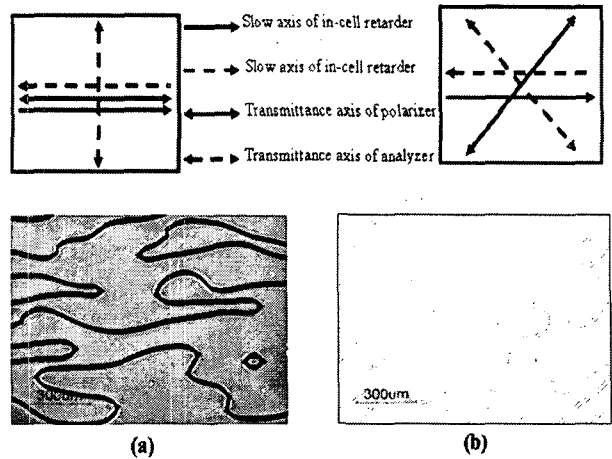 Slow axis of in-cell retarder
Slow axis of in-cell retarder
Transmittance axis of polarizer
Transmittance axis of analyzer
300um
300um
(a)
(b)